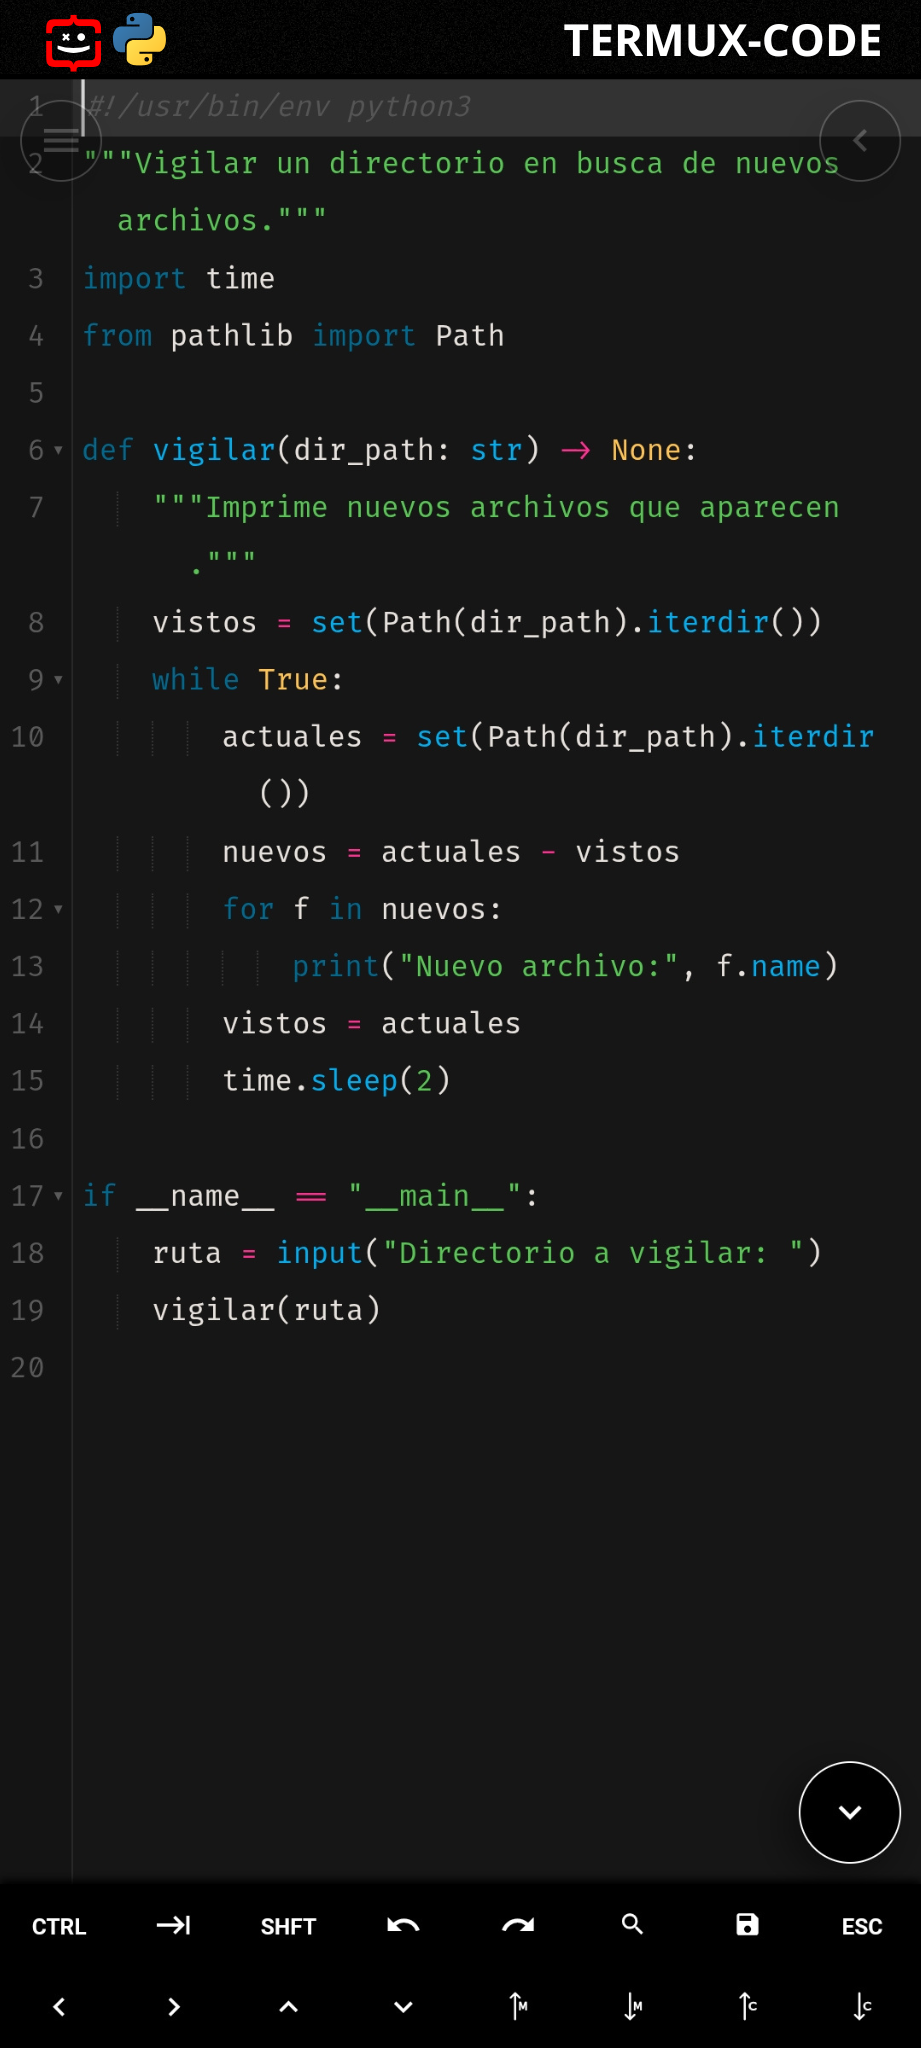 TERMUX-CODE
1 #!/usr/bin/env python3
2 """Vigilar un directorio en busca de nuevos
archivos."""
3 import time
4 from pathlib import Path
5
6 def vigilar(dir_path: str) -> None:
7 """Imprime nuevos archivos que aparecen
."""
8 vistos = set(Path(dir_path).iterdir())
9 while True:
10 actuales = set(Path(dir_path).iterdir
())
11 nuevos = actuales - vistos
12 for f in nuevos:
13 print("Nuevo archivo:", f.name)
14 vistos = actuales
15 time.sleep(2)
16
17 if __name__ == "__main__":
18 ruta = input("Directorio a vigilar: ")
19 vigilar(ruta)
20
CTRL SHFT ESC
M M C C